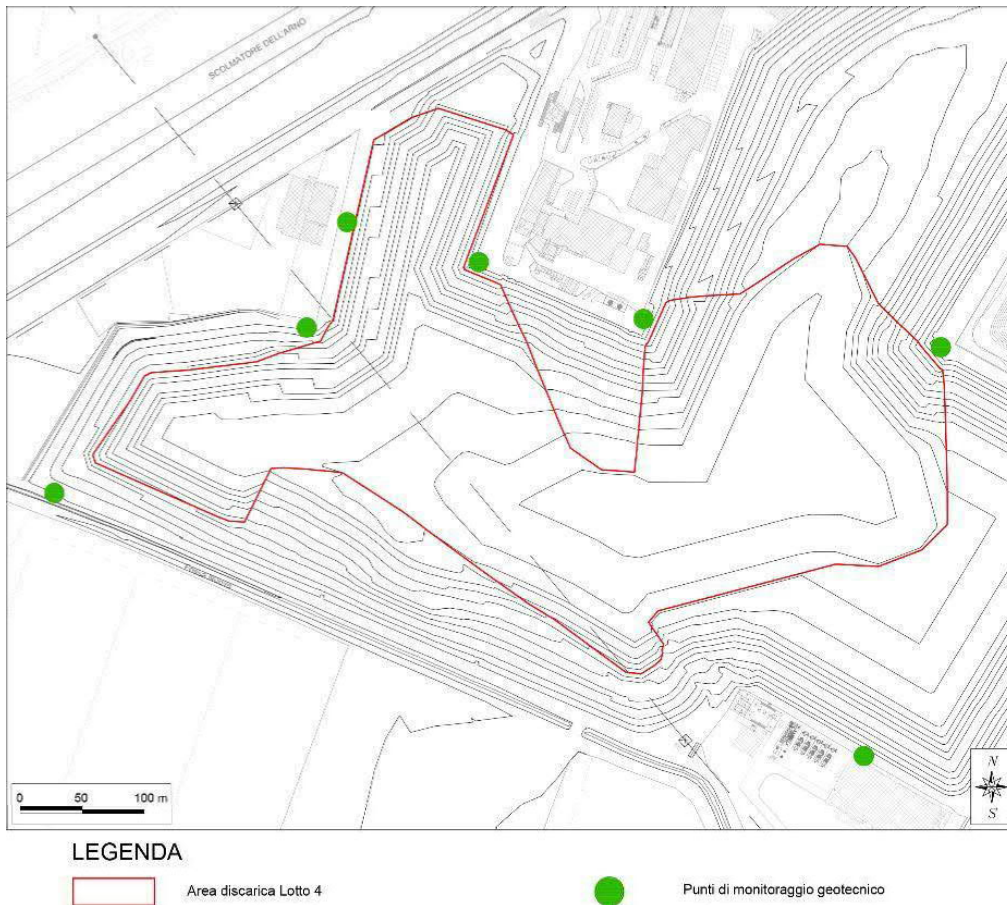 SCOLMATORE DELL'ARNO
0 50 100 m
N
S
LEGENDA
Area discarica Lotto 4
Punti di monitoraggio geotecnico